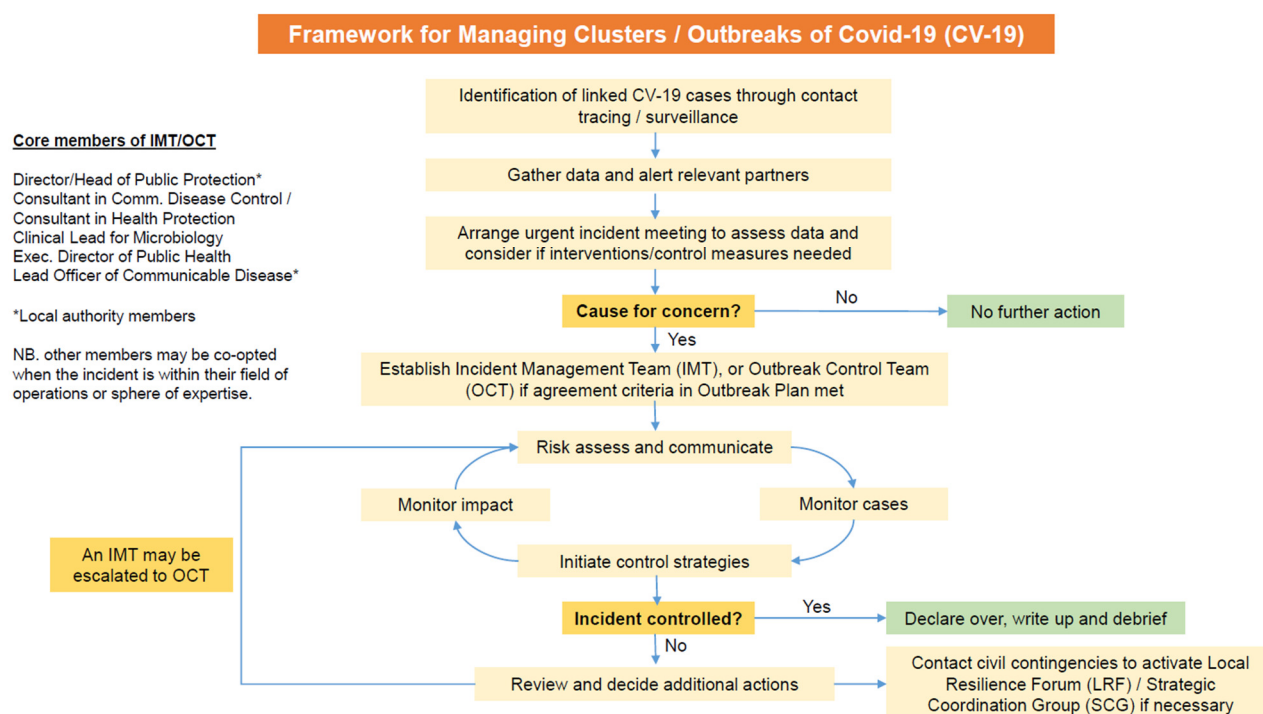 Framework for Managing Clusters / Outbreaks of Covid-19 (CV-19)
Identification of linked CV-19 cases through contact
tracing / surveillance
Core members of IMT/OCT
Director/Head of Public Protection*
Consultant in Comm. Disease Control /
Consultant in Health Protection
Clinical Lead for Microbiology
Exec. Director of Public Health
Lead Officer of Communicable Disease*
*Local authority members
NB. other members may be co-opted
when the incident is within their field of
operations or sphere of expertise.
Gather data and alert relevant partners
Arrange urgent incident meeting to assess data and
consider if interventions/control measures needed
Cause for concern?
No
No further action
Yes
Establish Incident Management Team (IMT), or Outbreak Control Team
(OCT) if agreement criteria in Outbreak Plan met
Risk assess and communicate
Monitor impact
Monitor cases
Initiate control strategies
An IMT may be
escalated to OCT
Incident controlled?
Yes
Declare over, write up and debrief
No
Review and decide additional actions
Contact civil contingencies to activate Local
Resilience Forum (LRF) / Strategic
Coordination Group (SCG) if necessary